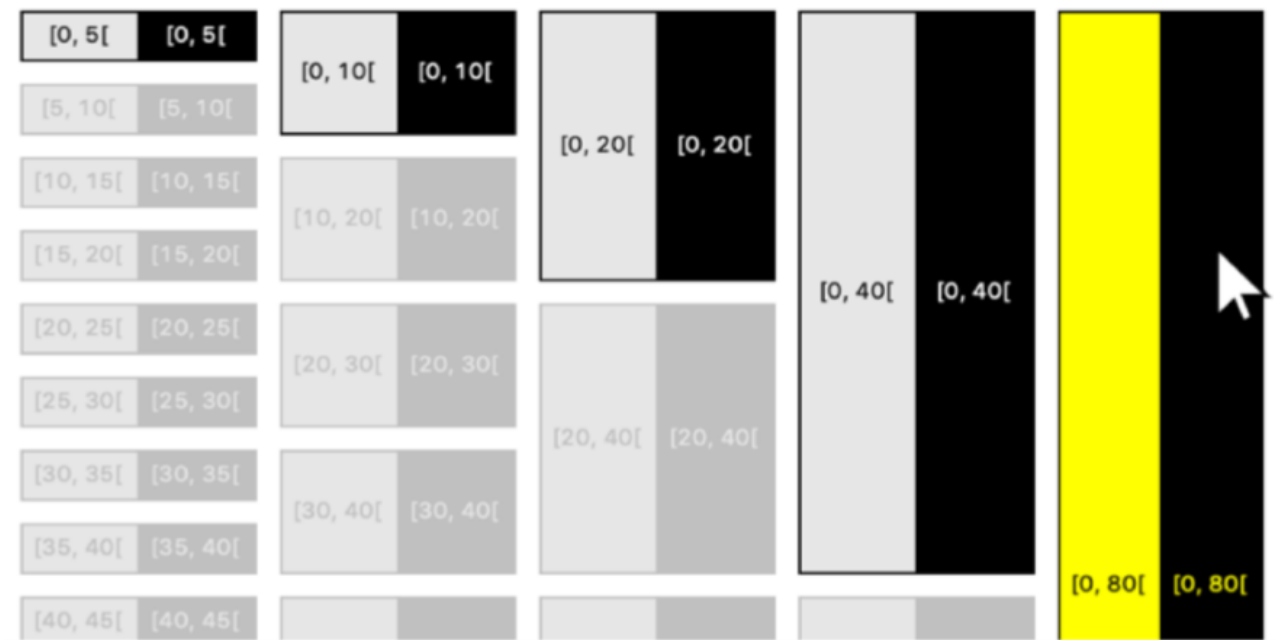 [0, 5[ [0, 5[
[5, 10[ [5, 10[
[10, 15[ [10, 15[
[15, 20[ [15, 20[
[20, 25[ [20, 25[
[25, 30[ [25, 30[
[30, 35[ [30, 35[
[35, 40[ [35, 40[
[40, 45[ [40, 45[
[0, 10[ [0, 10[
[10, 20[ [10, 20[
[20, 30[ [20, 30[
[30, 40[ [30, 40[
[0, 20[ [0, 20[
[20, 40[ [20, 40[
[0, 40[ [0, 40[
[0, 80[ [0, 80[